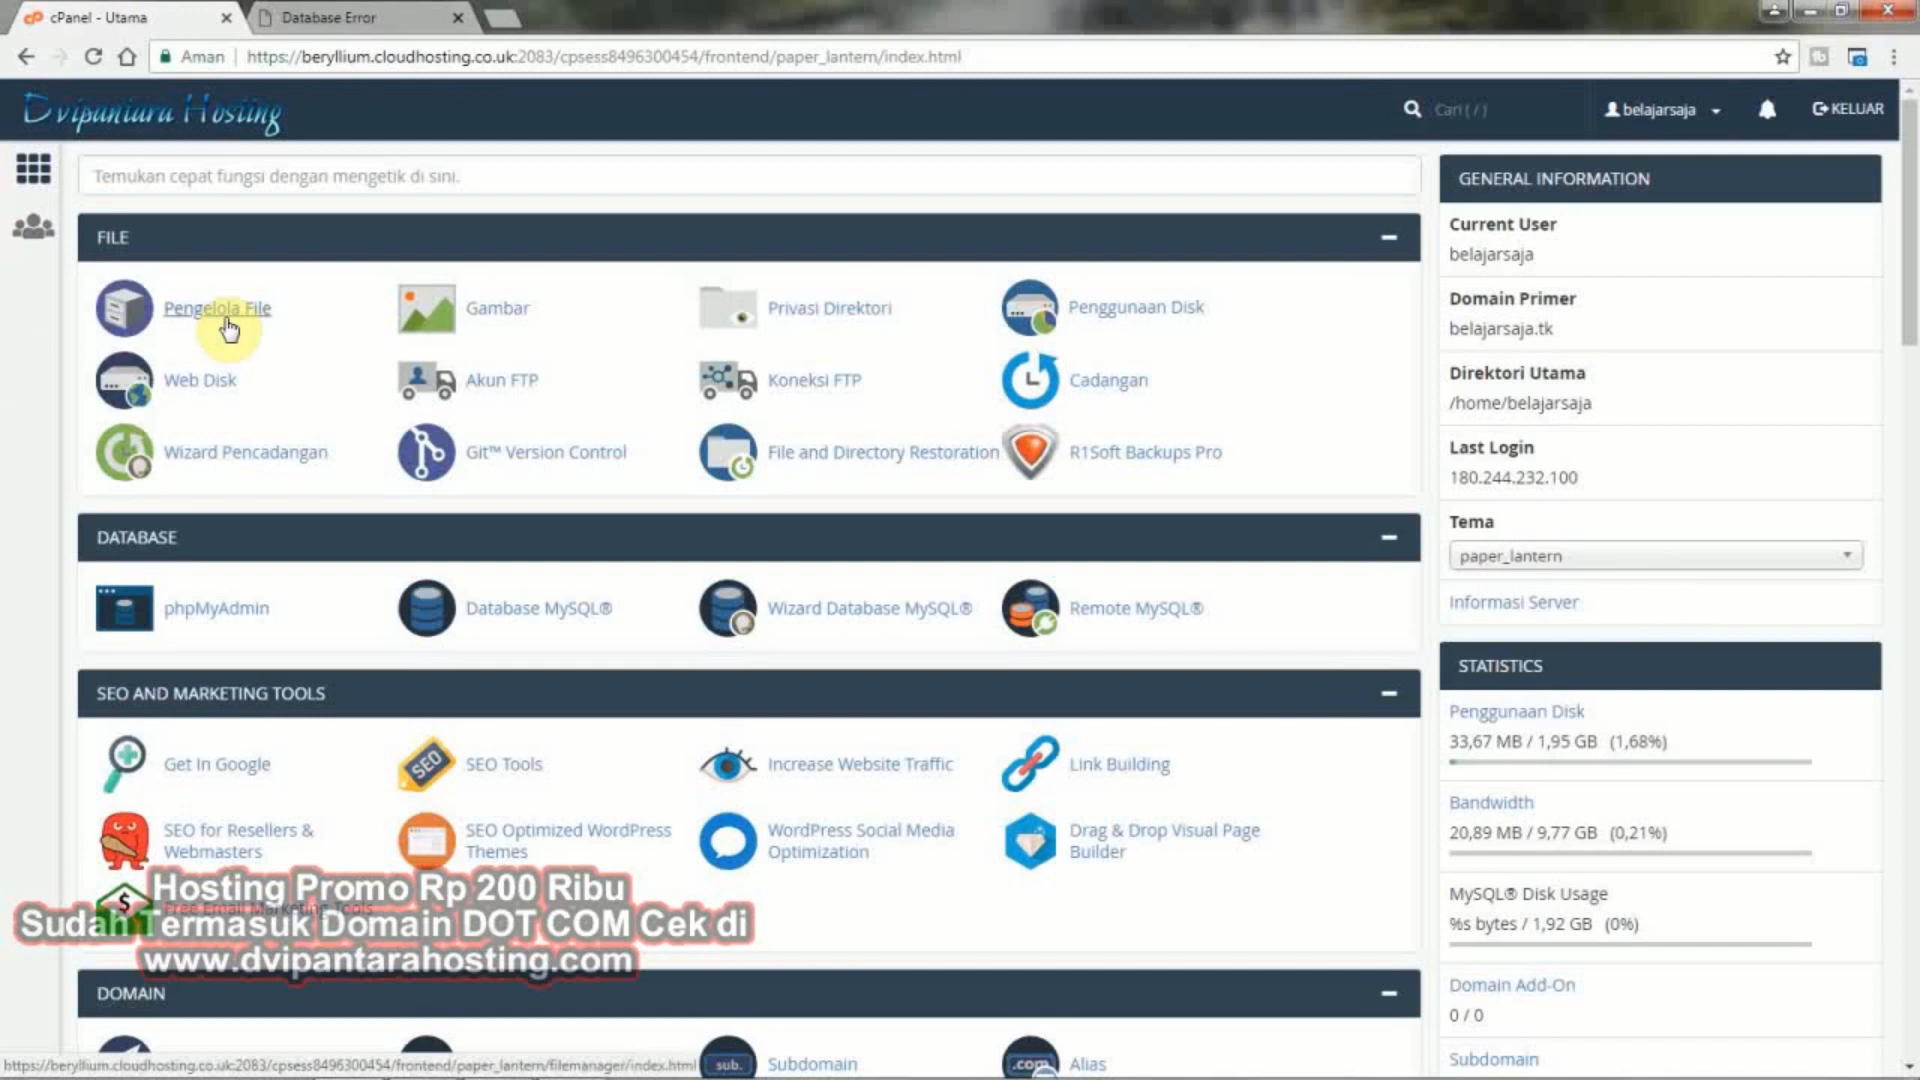 cPanel - Utama
Database Error
Aman
https://beryllium.cloudhosting.co.uk:2083/cpsess8496300454/frontend/paper_lantern/index.html
Dvipantara Hosting
Cari ( / )
belajarsaja
KELUAR
Temukan cepat fungsi dengan mengetik di sini.
FILE
Pengelola File
Gambar
Privasi Direktori
Penggunaan Disk
Web Disk
Akun FTP
Koneksi FTP
Cadangan
Wizard Pencadangan
Git™ Version Control
File and Directory Restoration
R1Soft Backups Pro
DATABASE
phpMyAdmin
Database MySQL®
Wizard Database MySQL®
Remote MySQL®
SEO AND MARKETING TOOLS
Get In Google
SEO
SEO Tools
Increase Website Traffic
Link Building
SEO for Resellers &
Webmasters
SEO Optimized WordPress
Themes
WordPress Social Media
Optimization
Drag & Drop Visual Page
Builder
Free Email Marketing Tools
Hosting Promo Rp 200 Ribu
Sudah Termasuk Domain DOT COM Cek di
www.dvipantarahosting.com
DOMAIN
sub.
Subdomain
.com
Alias
https://beryllium.cloudhosting.co.uk:2083/cpsess8496300454/frontend/paper_lantern/filemanager/index.html
GENERAL INFORMATION
Current User
belajarsaja
Domain Primer
belajarsaja.tk
Direktori Utama
/home/belajarsaja
Last Login
180.244.232.100
Tema
paper_lantern
Informasi Server
STATISTICS
Penggunaan Disk
33,67 MB / 1,95 GB (1,68%)
Bandwidth
20,89 MB / 9,77 GB (0,21%)
MySQL® Disk Usage
%s bytes / 1,92 GB (0%)
Domain Add-On
0 / 0
Subdomain